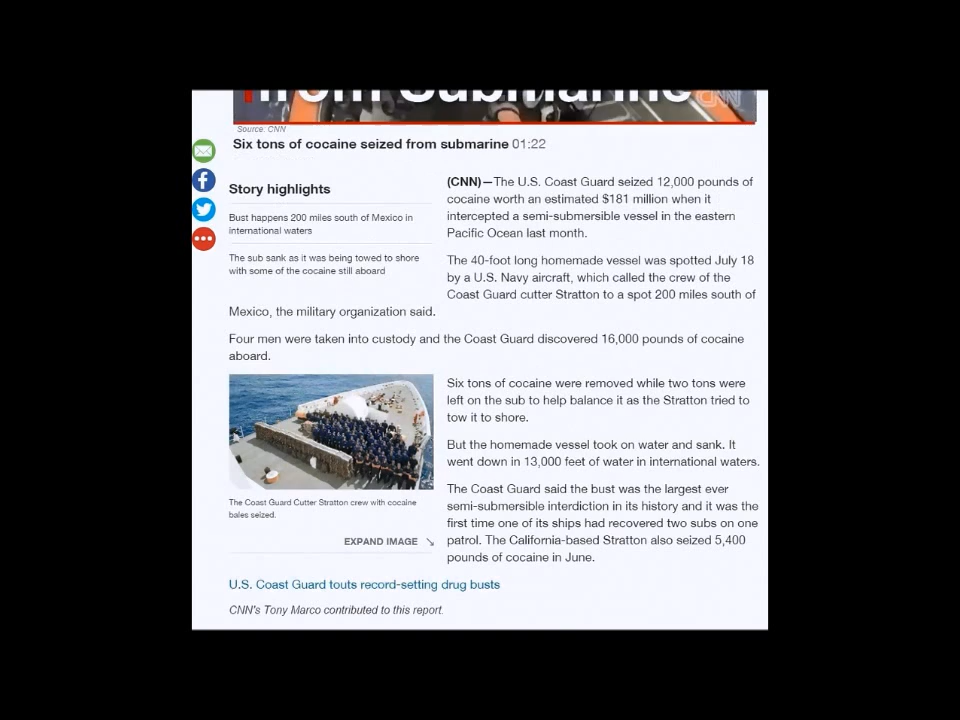 from Submarine
CNN
Source: CNN
Six tons of cocaine seized from submarine 01:22
Story highlights
Bust happens 200 miles south of Mexico in
international waters
The sub sank as it was being towed to shore
with some of the cocaine still aboard
(CNN)—The U.S. Coast Guard seized 12,000 pounds of
cocaine worth an estimated $181 million when it
intercepted a semi-submersible vessel in the eastern
Pacific Ocean last month.
The 40-foot long homemade vessel was spotted July 18
by a U.S. Navy aircraft, which called the crew of the
Coast Guard cutter Stratton to a spot 200 miles south of
Mexico, the military organization said.
Four men were taken into custody and the Coast Guard discovered 16,000 pounds of cocaine
aboard.
The Coast Guard Cutter Stratton crew with cocaine
bales seized.
EXPAND IMAGE
Six tons of cocaine were removed while two tons were
left on the sub to help balance it as the Stratton tried to
tow it to shore.
But the homemade vessel took on water and sank. It
went down in 13,000 feet of water in international waters.
The Coast Guard said the bust was the largest ever
semi-submersible interdiction in its history and it was the
first time one of its ships had recovered two subs on one
patrol. The California-based Stratton also seized 5,400
pounds of cocaine in June.
U.S. Coast Guard touts record-setting drug busts
CNN's Tony Marco contributed to this report.